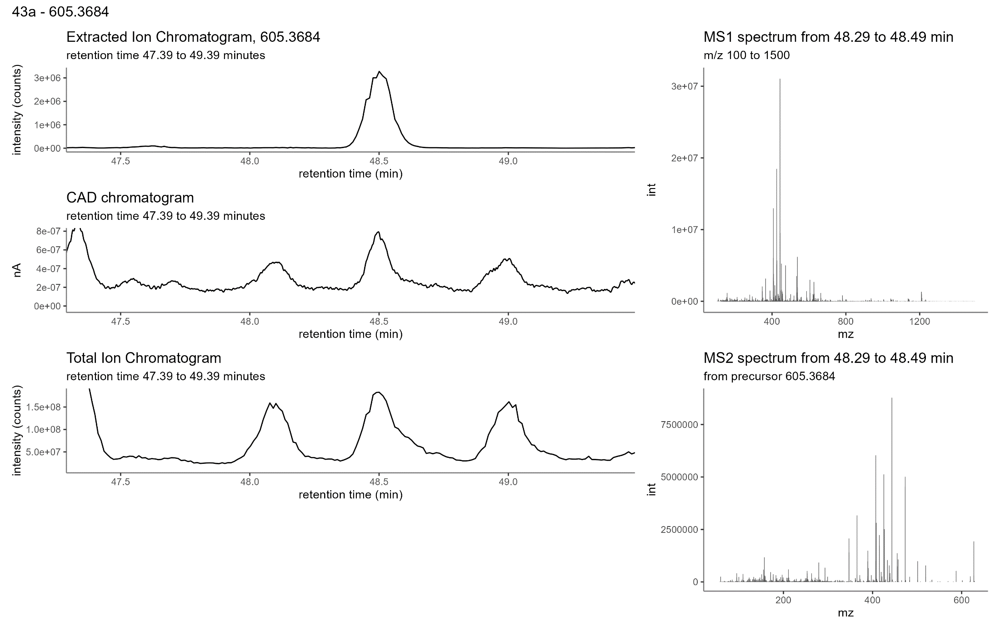 43a - 605.3684
Extracted Ion Chromatogram, 605.3684
retention time 47.39 to 49.39 minutes
intensity (counts)
3e+06
2e+06
1e+06
0e+00
47.5 48.0 48.5 49.0
retention time (min)
CAD chromatogram
retention time 47.39 to 49.39 minutes
nA
8e-07
6e-07
4e-07
2e-07
0e+00
47.5 48.0 48.5 49.0
retention time (min)
Total Ion Chromatogram
retention time 47.39 to 49.39 minutes
intensity (counts)
1.5e+08
1.0e+08
5.0e+07
47.5 48.0 48.5 49.0
retention time (min)
MS1 spectrum from 48.29 to 48.49 min
m/z 100 to 1500
int
3e+07
2e+07
1e+07
0e+00
400 800 1200
mz
MS2 spectrum from 48.29 to 48.49 min
from precursor 605.3684
int
7500000
5000000
2500000
0
200 400 600
mz